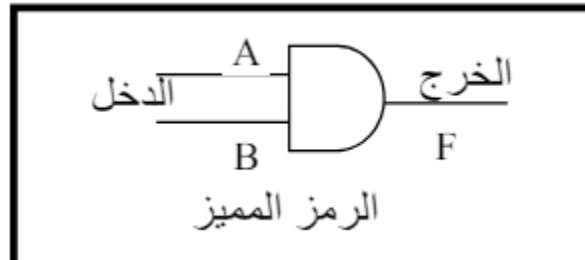 A
الخرج
الدخل
B
F
الرمز المميز